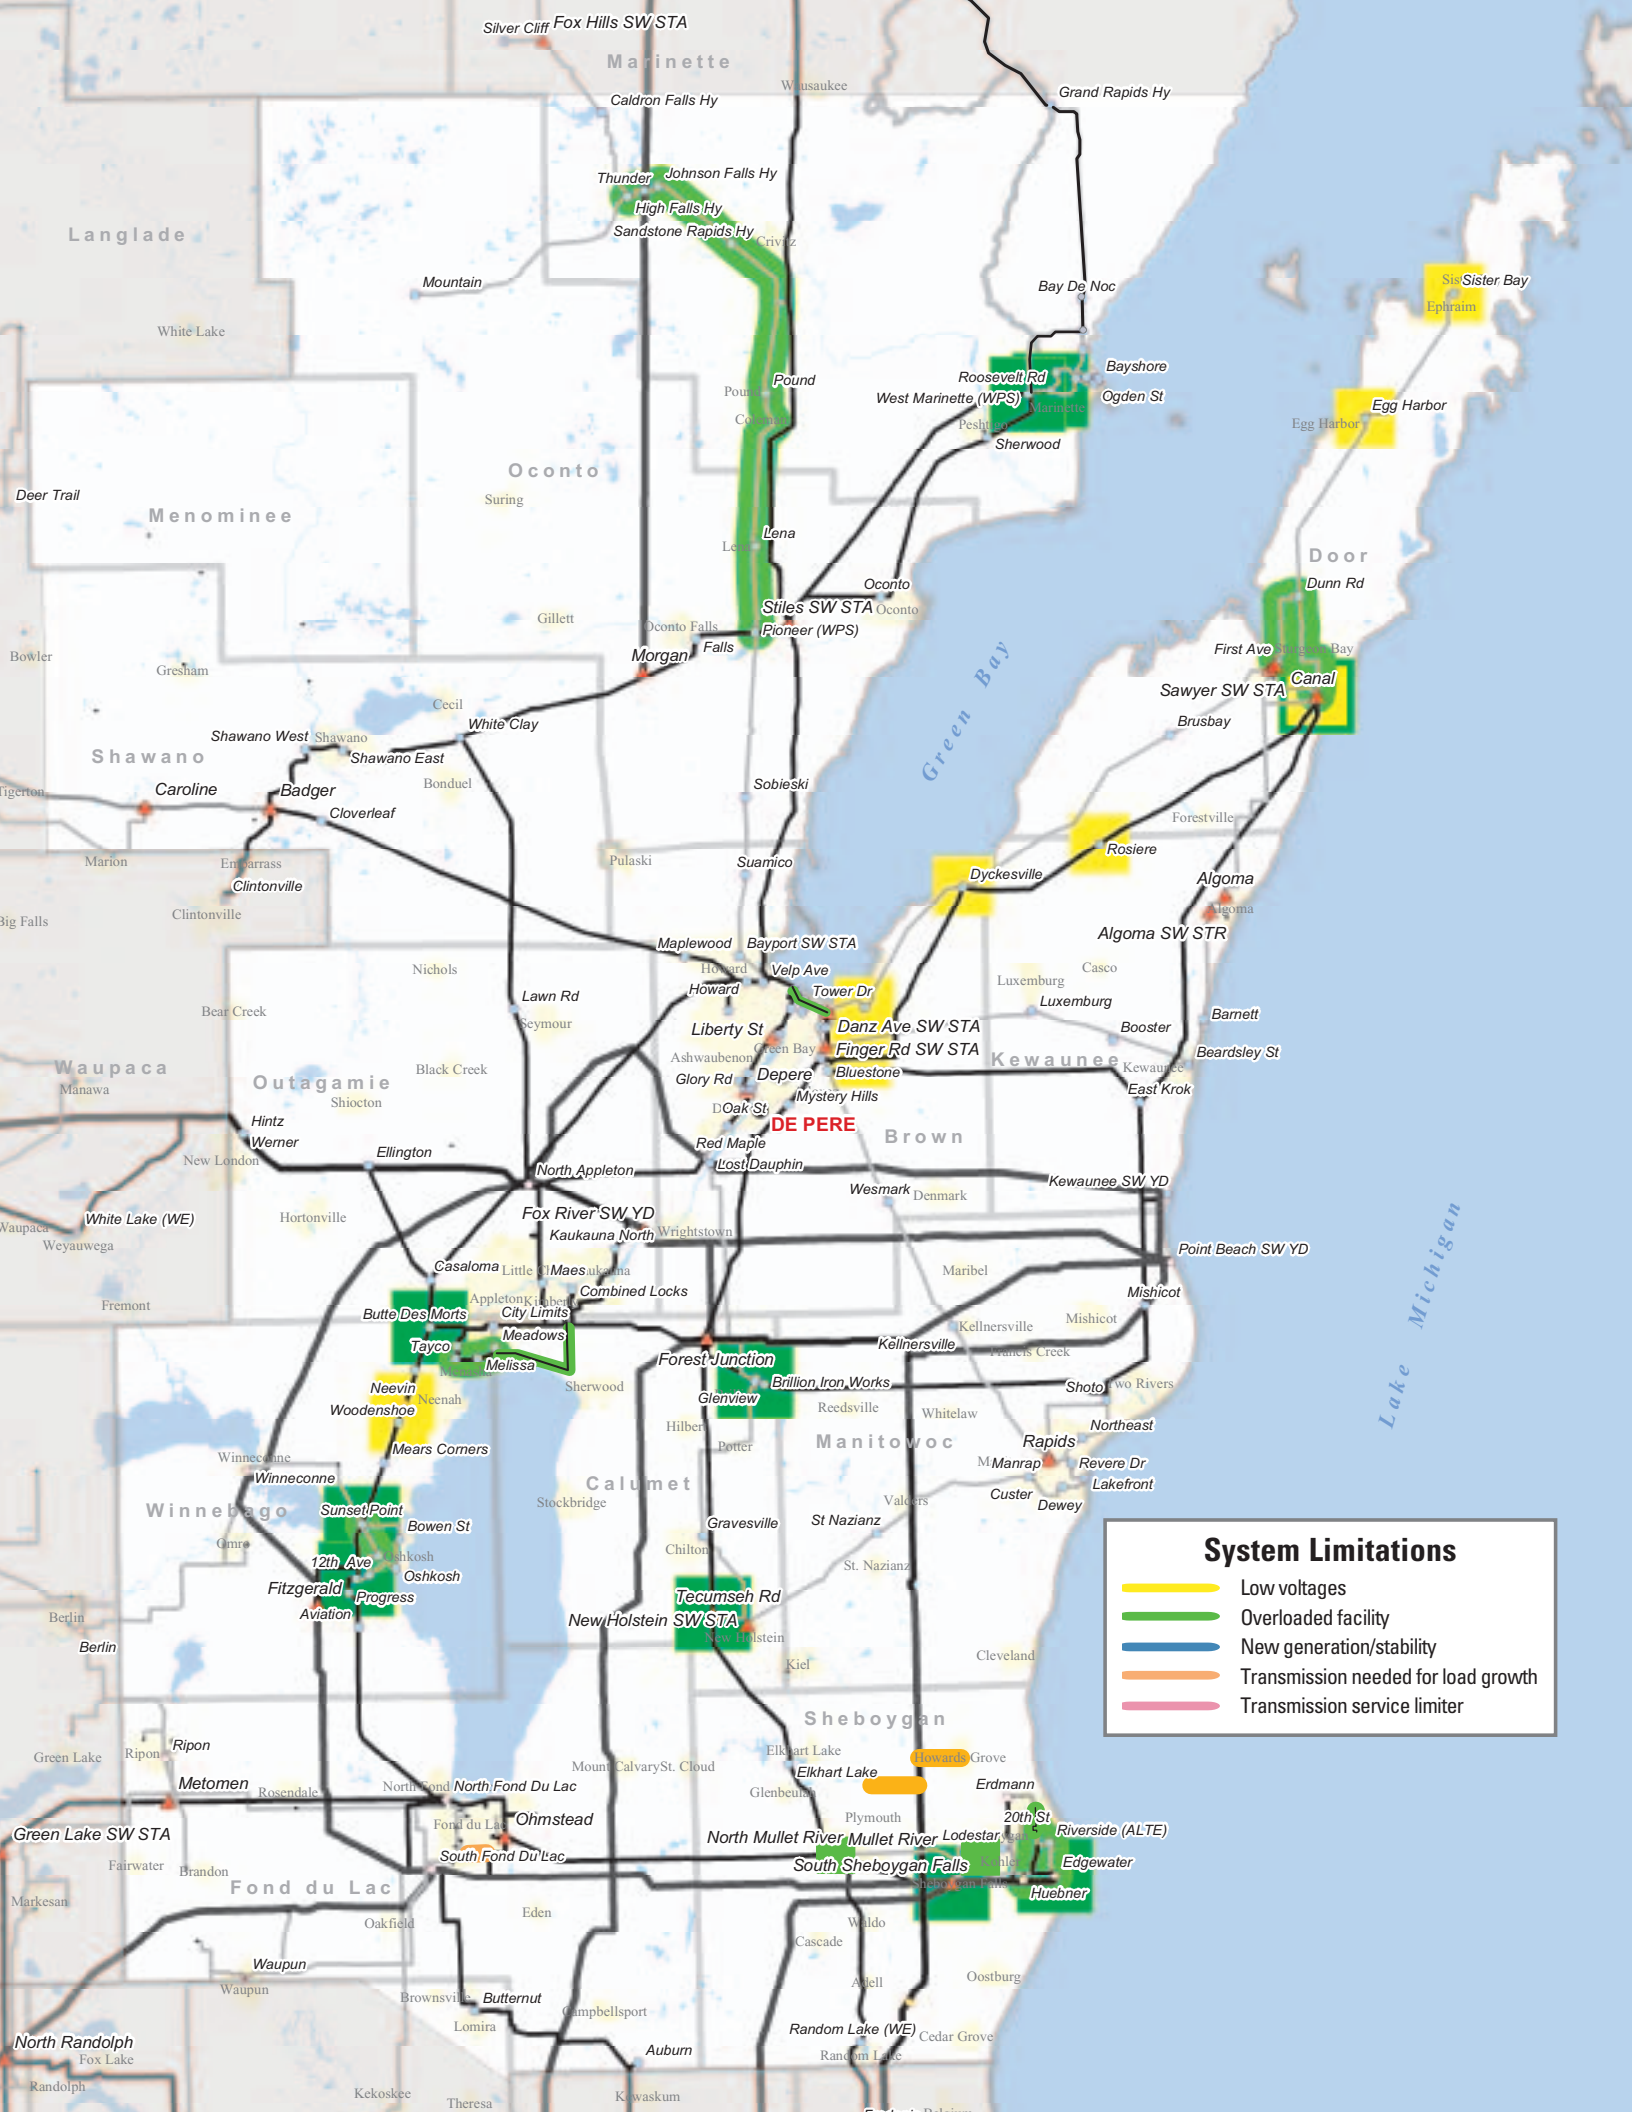 Silver Cliff
Fox Hills SW STA
Marinette
Wausaukee
Caldron Falls Hy
Grand Rapids Hy
Thunder
Johnson Falls Hy
High Falls Hy
Sandstone Rapids Hy
Crivitz
Langlade
Mountain
Bay De Noc
Sister Bay
Ephraim
White Lake
Pound
Pound
Coleman
Roosevelt Rd
Bayshore
West Marinette (WPS)
Ogden St
Marinette
Peshtigo
Sherwood
Egg Harbor
Egg Harbor
Oconto
Suring
Deer Trail
Menominee
Lena
Lena
Door
Dunn Rd
Oconto
Oconto
Stiles SW STA
Gillett
Oconto Falls
Pioneer (WPS)
Falls
Morgan
Bowler
Gresham
First Ave
Sturgeon Bay
Canal
Sawyer SW STA
Brusbay
Green Bay
Cecil
White Clay
Shawano West
Shawano
Shawano East
Shawano
Bonduel
Sobieski
Tigerton
Caroline
Badger
Cloverleaf
Forestville
Marion
Embarrass
Pulaski
Suamico
Rosiere
Dyckesville
Clintonville
Clintonville
Algoma
Algoma
Algoma SW STR
Big Falls
Maplewood
Bayport SW STA
Nichols
Howard
Velp Ave
Howard
Tower Dr
Casco
Luxemburg
Luxemburg
Lawn Rd
Seymour
Bear Creek
Liberty St
Danz Ave SW STA
Booster
Barnett
Green Bay
Finger Rd SW STA
Ashwaubenon
Kewaunee
Kewaunee
Beardsley St
Waupaca
Manawa
Outagamie
Black Creek
Shiocton
Glory Rd
Depere
Bluestone
East Krok
Oak St
Mystery Hills
DE PERE
Brown
Hintz
Werner
New London
Ellington
Red Maple
Lost Dauphin
North Appleton
Kewaunee SW YD
Wesmark
Denmark
White Lake (WE)
Waupaca
Weyauwega
Hortonville
Fox River SW YD
Kaukauna North
Wrightstown
Point Beach SW YD
Casaloma
Maes
Maribel
Combined Locks
Mishicot
Mishicot
Fremont
Appleton
Kimberly
City Limits
Butte Des Morts
Meadows
Tayco
Melissa
Kellnersville
Kellnersville
Francis Creek
Forest Junction
Lake Michigan
Neevin
Neenah
Sherwood
Woodenshoe
Glenview
Brillion Iron Works
Shoto
Two Rivers
Reedsville
Whitelaw
Northeast
Hilbert
Potter
Manitowoc
Rapids
Manrap
Revere Dr
Lakefront
Custer
Dewey
Mears Corners
Winneconne
Winneconne
Winnebago
Sunset Point
Bowen St
Calumet
Stockbridge
Valders
St Nazianz
St. Nazianz
Gravesville
Chilton
Omro
12th Ave
Oshkosh
Oshkosh
Fitzgerald
Progress
Aviation
Tecumseh Rd
New Holstein SW STA
New Holstein
Berlin
Berlin
Kiel
Cleveland
System Limitations
Low voltages
Overloaded facility
New generation/stability
Transmission needed for load growth
Transmission service limiter
Sheboygan
Green Lake
Ripon
Ripon
Metomen
Rosendale
North Fond Du Lac
Mount Calvary
St. Cloud
Elkhart Lake
Elkhart Lake
Glenbeulah
Howards Grove
Erdmann
Plymouth
20th St
Riverside (ALTE)
Green Lake SW STA
Ohmstead
Fond du Lac
South Fond Du Lac
North Mullet River
Mullet River
Lodestar
Kohler
Edgewater
South Sheboygan Falls
Sheboygan Falls
Huebner
Fairwater
Brandon
Markesan
Fond du Lac
Oakfield
Eden
Waldo
Cascade
Adell
Oostburg
Waupun
Waupun
Brownsville
Butternut
Lomira
Campbellsport
Random Lake (WE)
Random Lake
Cedar Grove
North Randolph
Fox Lake
Randolph
Auburn
Kekoskee
Theresa
Kewaskum